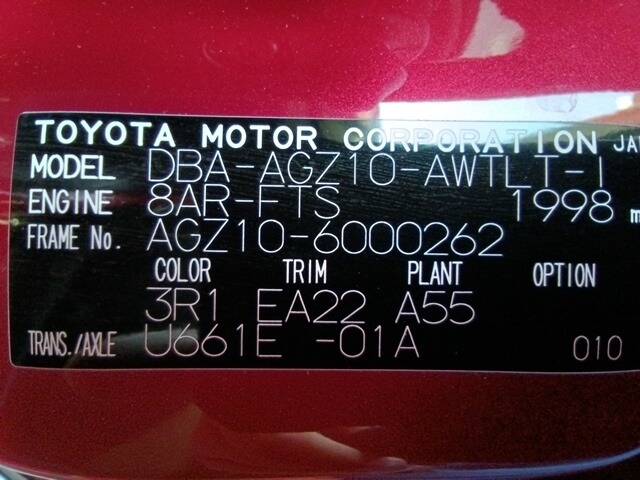 TOYOTA MOTOR CORPORATION JA
MODEL DBA-AGZ10-AWTLT-
ENGINE 8AR-FTS 1998 m
FRAME No. AGZ10-6000262
COLOR TRIM PLANT OPTION
3R1 EA22 A55
TRANS./AXLE U661E -01A 010